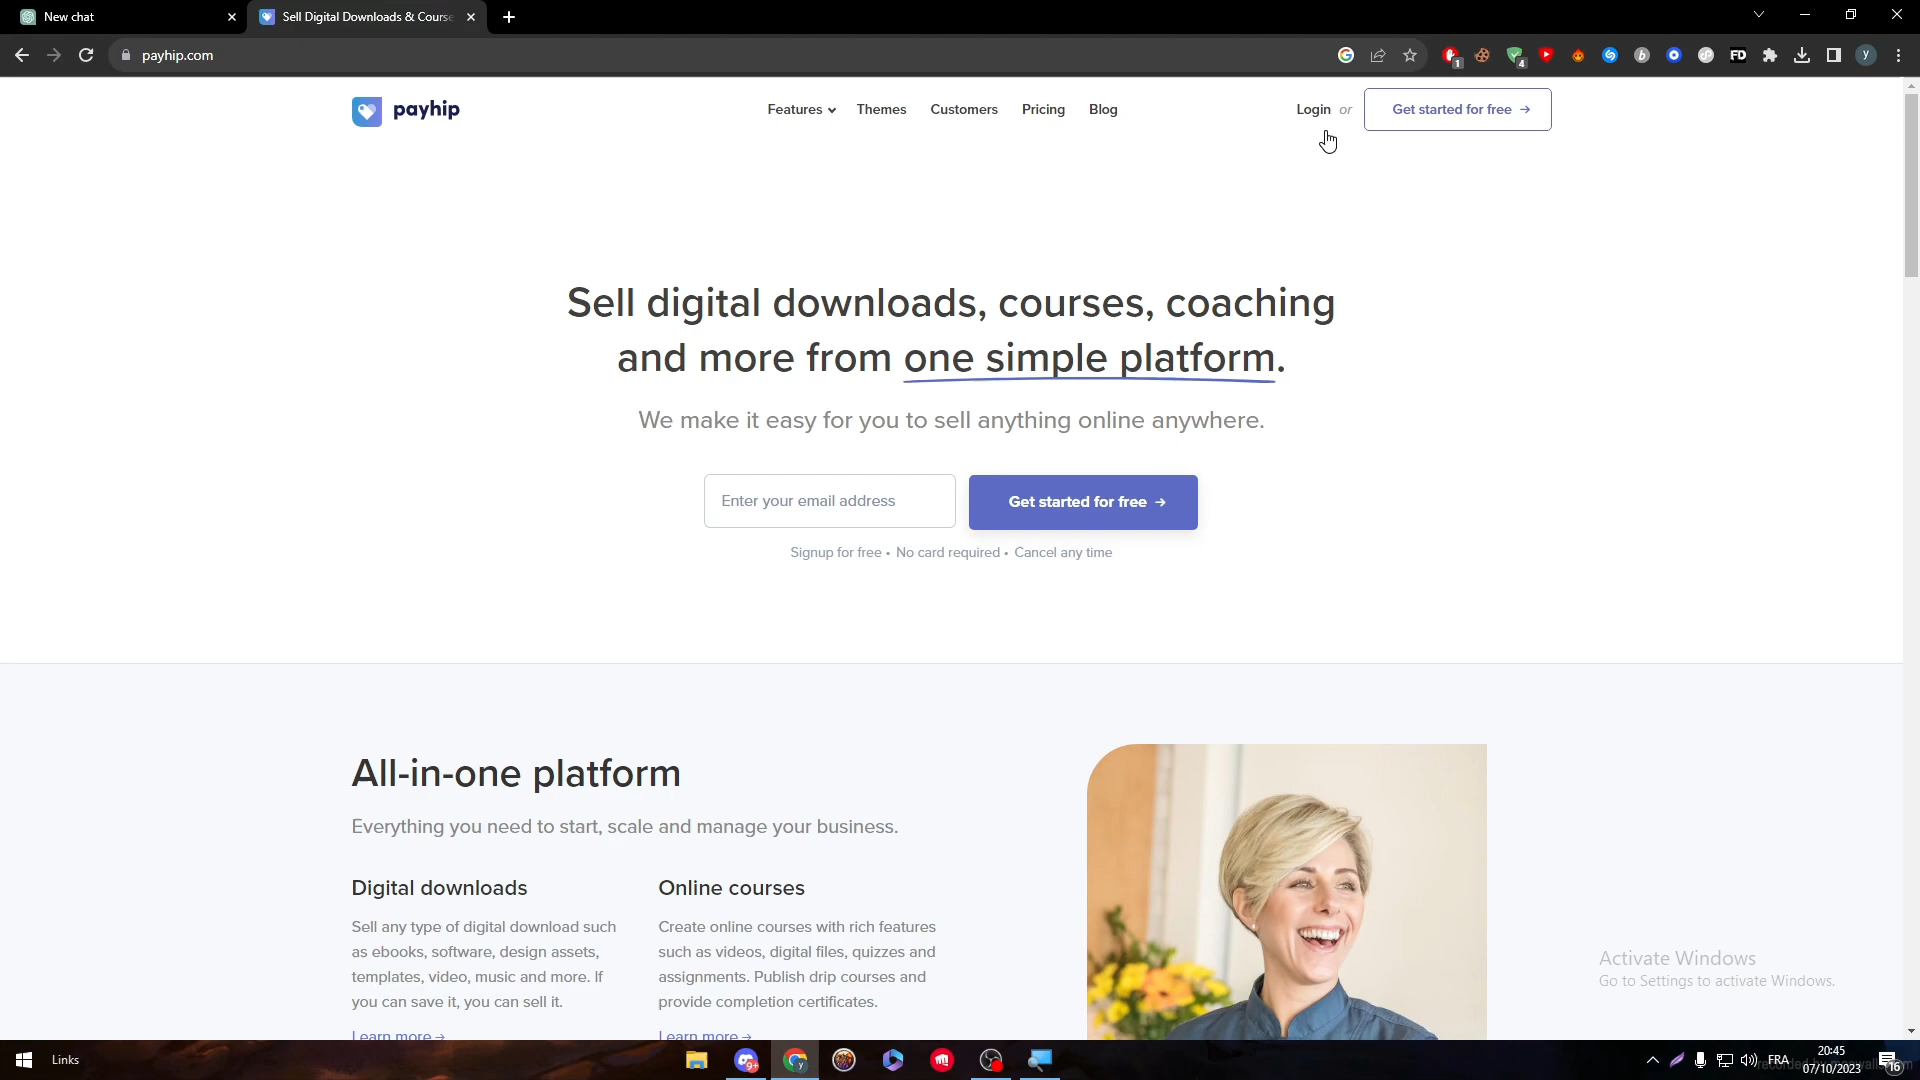 New chat
Sell Digital Downloads & Course
payhip.com
1
4
b
FD
y
payhip
Features
Themes
Customers
Pricing
Blog
Login or
Get started for free →
Sell digital downloads, courses, coaching
and more from one simple platform.
We make it easy for you to sell anything online anywhere.
Enter your email address
Get started for free →
Signup for free • No card required • Cancel any time
All-in-one platform
Everything you need to start, scale and manage your business.
Digital downloads
Sell any type of digital download such
as ebooks, software, design assets,
templates, video, music and more. If
you can save it, you can sell it.
Learn more →
Online courses
Create online courses with rich features
such as videos, digital files, quizzes and
assignments. Publish drip courses and
provide completion certificates.
Learn more →
Activate Windows
Go to Settings to activate Windows.
Links
9+
FRA
20:45
07/10/2023
16